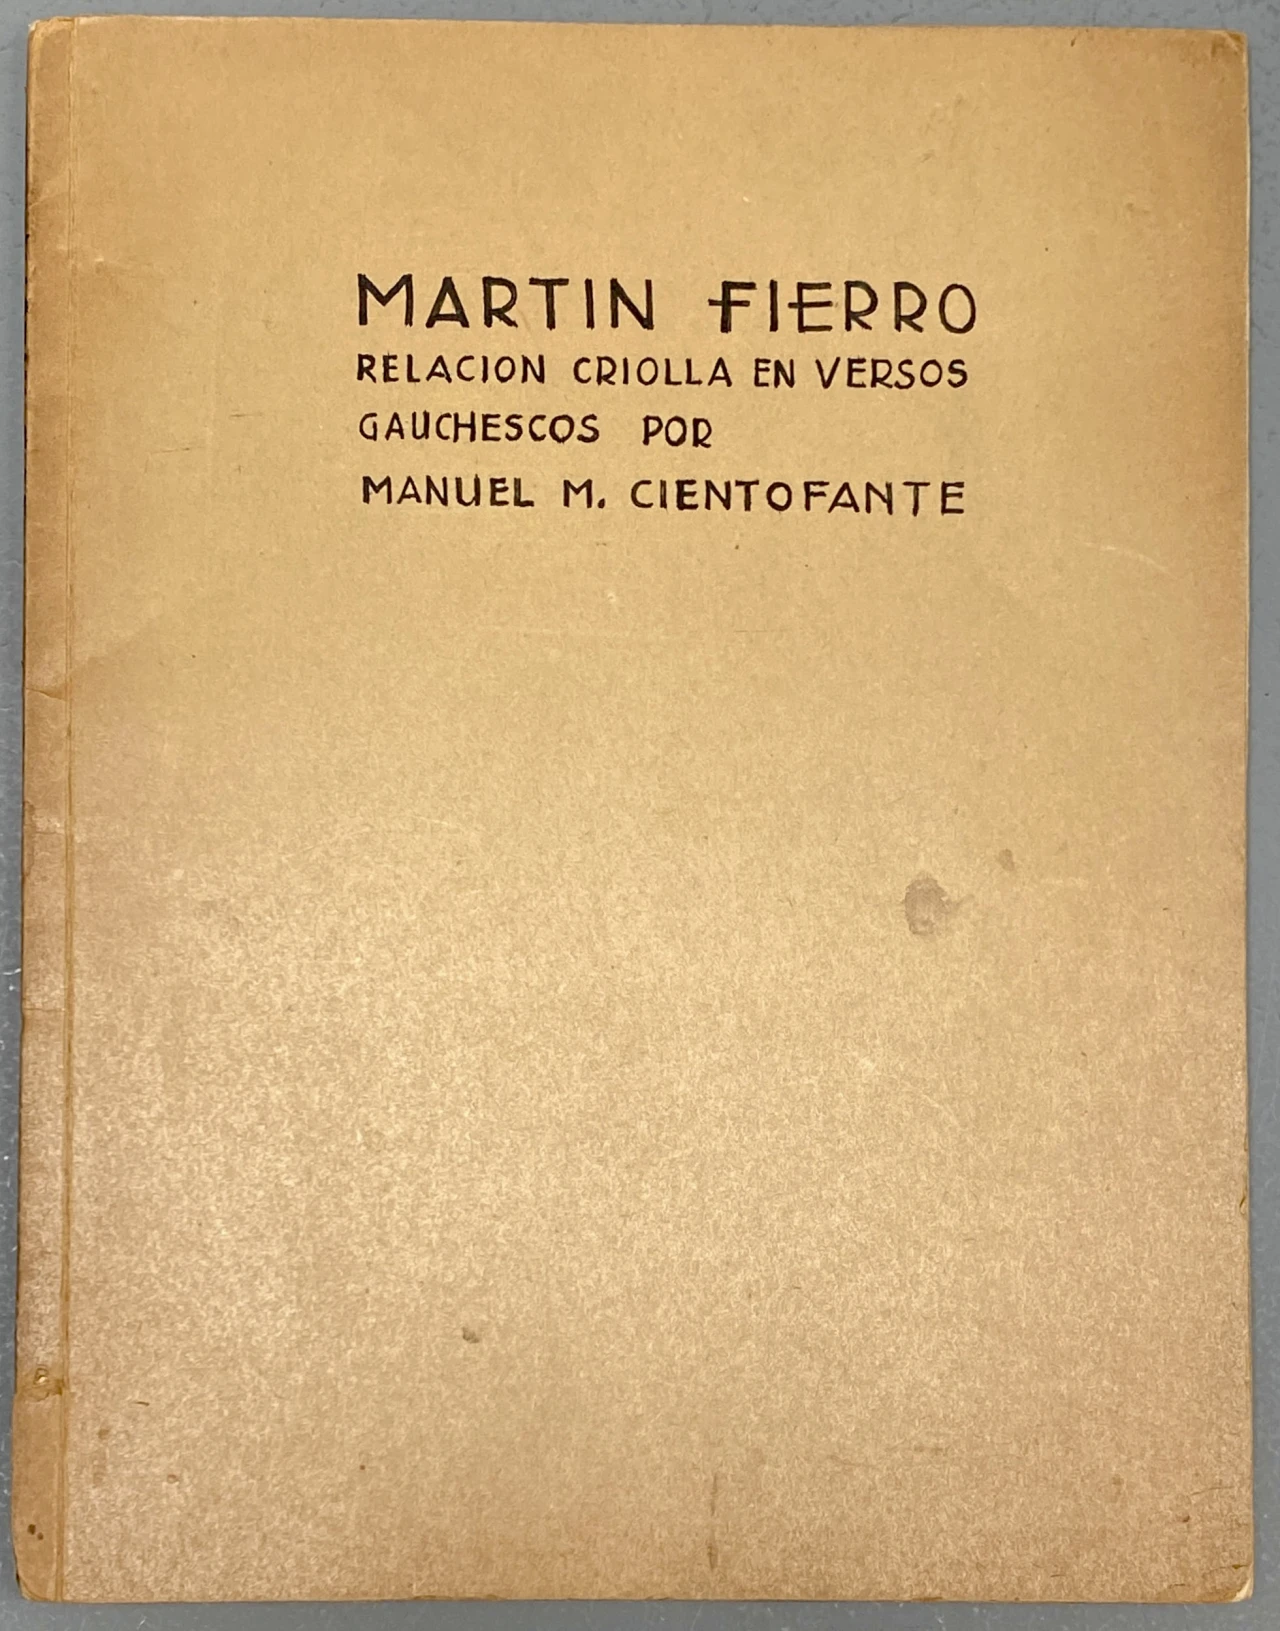 MARTIN FIERRO
RELACION CRIOLLA EN VERSOS
GAUCHESCOS POR
MANUEL M. CIENTOFANTE